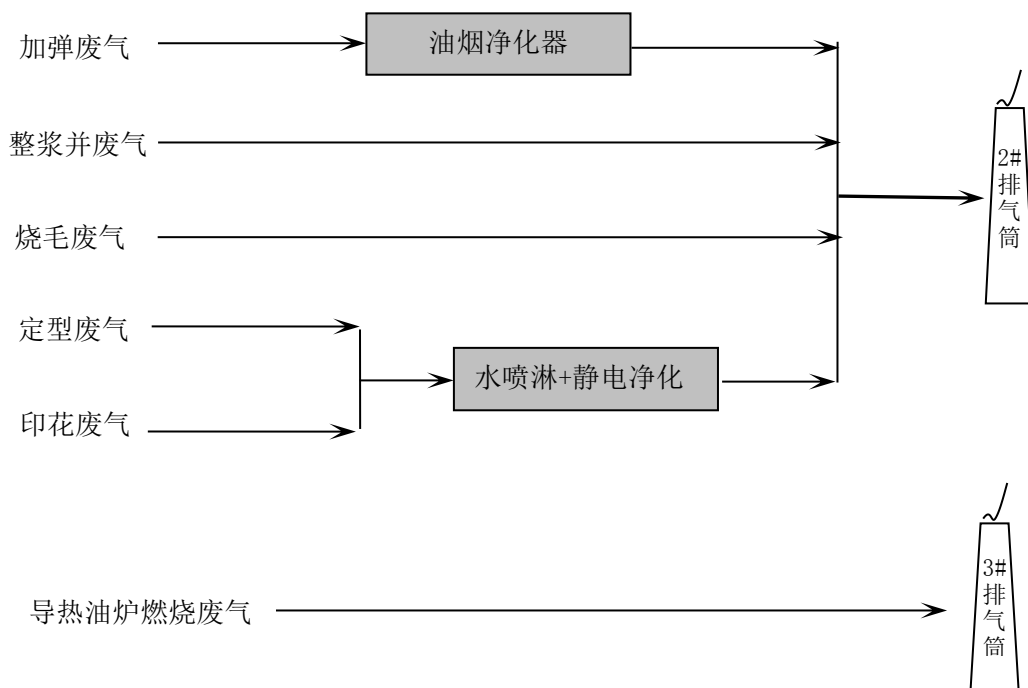 加弹废气
油烟净化器
整浆并废气
2#排气筒
烧毛废气
定型废气
水喷淋+静电净化
印花废气
导热油炉燃烧废气
3#排气筒